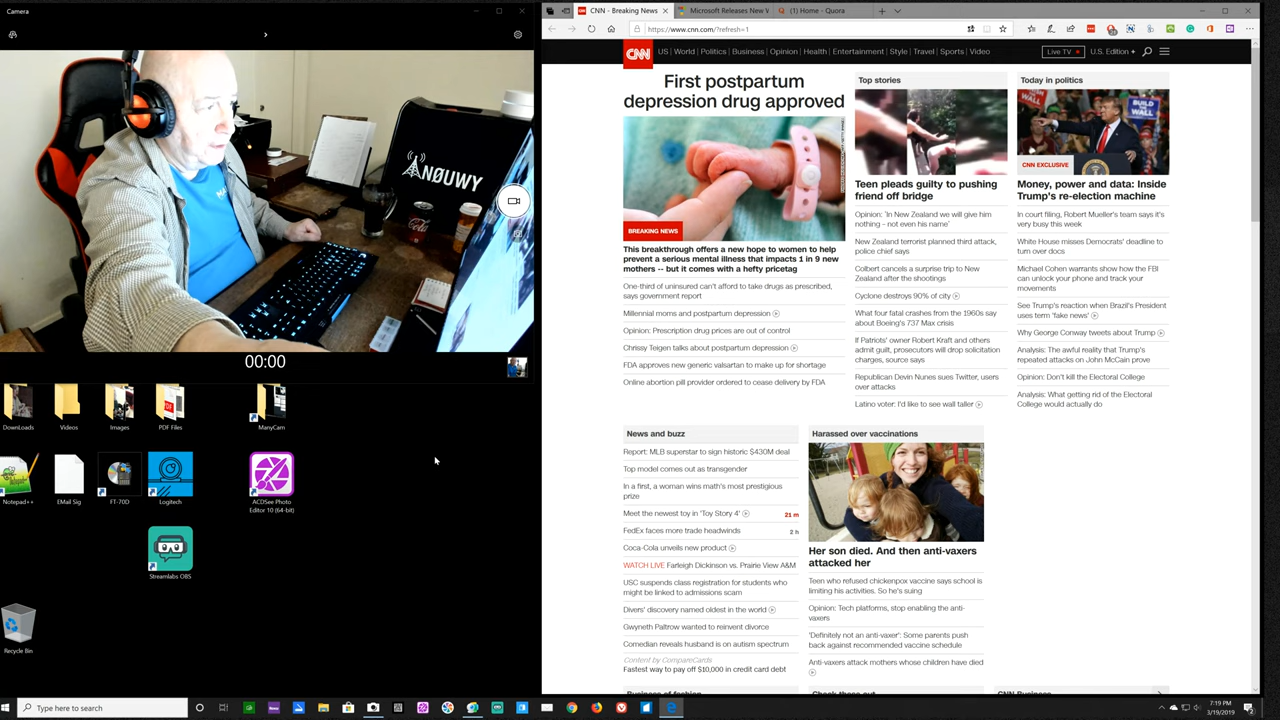 Camera
CNN - Breaking News
Microsoft Releases New V
(1) Home - Quora
https://www.cnn.com/?refresh=1
CNN
US World Politics Business Opinion Health Entertainment Style Travel Sports Video
Live TV
U.S. Edition +
First postpartum
depression drug approved
BREAKING NEWS
This breakthrough offers a new hope to women to help
prevent a serious mental illness that impacts 1 in 9 new
mothers -- but it comes with a hefty pricetag
One-third of uninsured can't afford to take drugs as prescribed,
says government report
Millennial moms and postpartum depression
Opinion: Prescription drug prices are out of control
Chrissy Teigen talks about postpartum depression
FDA approves new generic valsartan to make up for shortage
Online abortion pill provider ordered to cease delivery by FDA
Top stories
Teen pleads guilty to pushing
friend off bridge
Opinion: 'In New Zealand we will give him
nothing - not even his name'
New Zealand terrorist planned third attack,
police chief says
Colbert cancels a surprise trip to New
Zealand after the shootings
Cyclone destroys 90% of city
What four fatal crashes from the 1960s say
about Boeing's 737 Max crisis
If Patriots' owner Robert Kraft and others
admit guilt, prosecutors will drop solicitation
charges, source says
Republican Devin Nunes sues Twitter, users
over attacks
Latino voter: I'd like to see wall taller
Today in politics
BUILD THE WALL
CNN EXCLUSIVE
Money, power and data: Inside
Trump's re-election machine
In court filing, Robert Mueller's team says it's
very busy this week
White House misses Democrats' deadline to
turn over docs
Michael Cohen warrants show how the FBI
can unlock your phone and track your
movements
See Trump's reaction when Brazil's President
uses term 'fake news'
Why George Conway tweets about Trump
Analysis: The awful reality that Trump's
repeated attacks on John McCain prove
Opinion: Don't kill the Electoral College
Analysis: What getting rid of the Electoral
College would actually do
News and buzz
Report: MLB superstar to sign historic $430M deal
Top model comes out as transgender
In a first, a woman wins math's most prestigious
prize
Meet the newest toy in 'Toy Story 4' 21 m
FedEx faces more trade headwinds 2 h
Coca-Cola unveils new product
WATCH LIVE Farleigh Dickinson vs. Prairie View A&M
USC suspends class registration for students who
might be linked to admissions scam
Divers' discovery named oldest in the world
Gwyneth Paltrow wanted to reinvent divorce
Comedian reveals husband is on autism spectrum
Content by CompareCards
Fastest way to pay off $10,000 in credit card debt
Harassed over vaccinations
Her son died. And then anti-vaxers
attacked her
Teen who refused chickenpox vaccine says school is
limiting his activities. So he's suing
Opinion: Tech platforms, stop enabling the anti-
vaxers
'Definitely not an anti-vaxer': Some parents push
back against recommended vaccine schedule
Anti-vaxers attack mothers whose children have died
Business of fashion
Check these out
CNN Business
NØUWY
00:00
DownLoads
Videos
Images
PDF Files
ManyCam
Notepad++
EMail Sig
FT-70D
Logitech
ACDSee Photo
Editor 10 (64-bit)
Streamlabs OBS
Recycle Bin
Type here to search
7:19 PM
3/19/2019